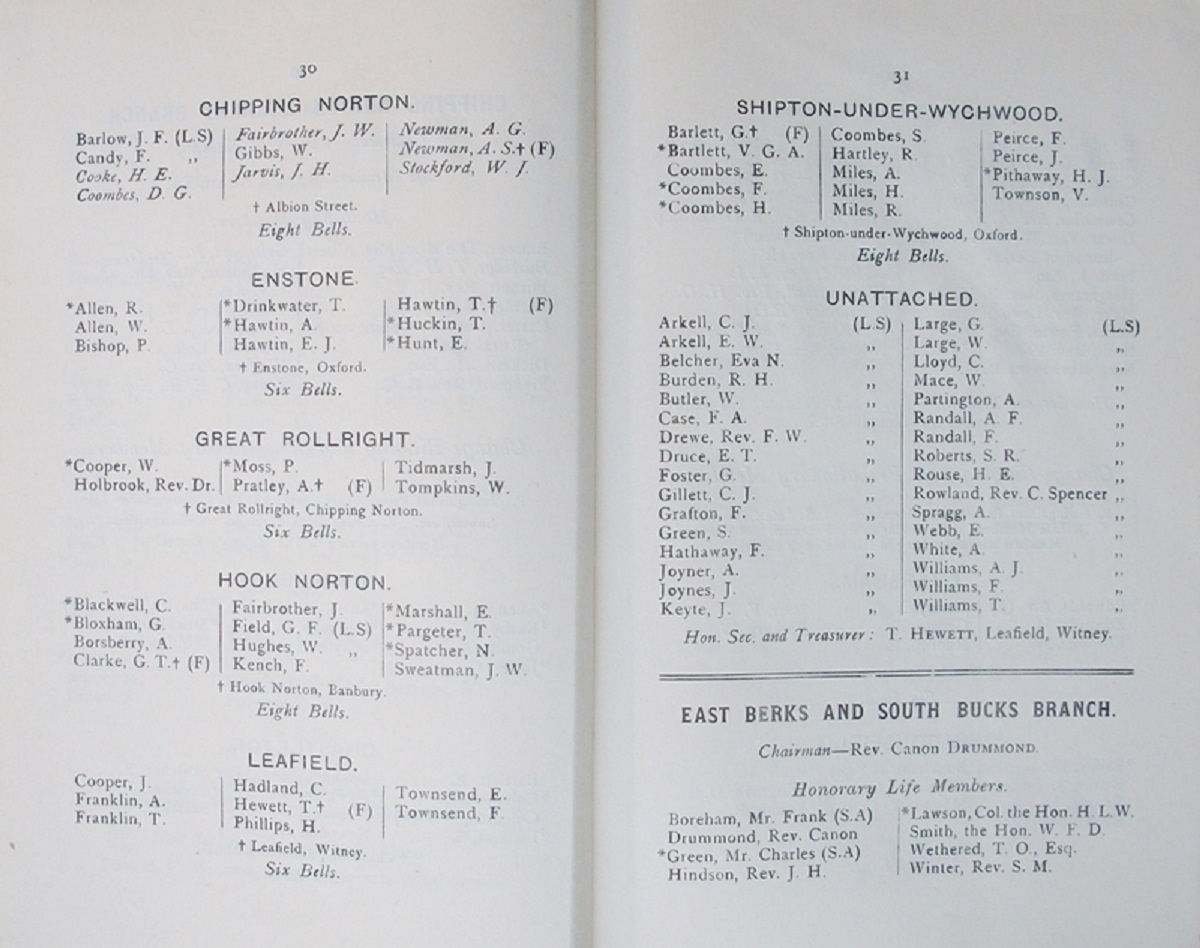 30
CHIPPING NORTON.
Barlow, J. F. (L.S) Fairbrother, J. W. Newman, A. G.
Candy, F. ,, Gibbs, W. Newman, A. S.† (F)
Cooke, H. E. Jarvis, J. H. Stockford, W. J.
Coombes, D. G.
† Albion Street.
Eight Bells.
ENSTONE.
*Allen, R. *Drinkwater, T. Hawtin, T.† (F)
Allen, W. *Hawtin, A. *Huckin, T.
Bishop, P. Hawtin, E. J. *Hunt, E.
† Enstone, Oxford.
Six Bells.
GREAT ROLLRIGHT.
*Cooper, W. *Moss, P. Tidmarsh, J.
Holbrook, Rev. Dr. Pratley, A.† (F) Tompkins, W.
† Great Rollright, Chipping Norton.
Six Bells.
HOOK NORTON.
*Blackwell, C. Fairbrother, J. *Marshall, E.
*Bloxham, G. Field, G. F. (L.S) *Pargeter, T.
Borsberry, A. Hughes, W. ,, *Spatcher, N.
Clarke, G. T.† (F) Kench, F. Sweatman, J. W.
† Hook Norton, Banbury.
Eight Bells.
LEAFIELD.
Cooper, J. Hadland, C. Townsend, E.
Franklin, A. Hewett, T.† (F) Townsend, F.
Franklin, T. Phillips, H.
† Leafield, Witney.
Six Bells.
31
SHIPTON-UNDER-WYCHWOOD.
Barlett, G.† (F) Coombes, S. Peirce, F.
*Bartlett, V. G. A. Hartley, R. Peirce, J.
Coombes, E. Miles, A. *Pithaway, H. J.
*Coombes, F. Miles, H. Townson, V.
*Coombes, H. Miles, R.
† Shipton-under-Wychwood, Oxford.
Eight Bells.
UNATTACHED.
Arkell, C. J. (L.S) Large, G. (L.S)
Arkell, E. W. ,, Large, W. ,,
Belcher, Eva N. ,, Lloyd, C. ,,
Burden, R. H. ,, Mace, W. ,,
Butler, W. ,, Partington, A. ,,
Case, F. A. ,, Randall, A. F. ,,
Drewe, Rev. F. W. ,, Randall, F. ,,
Druce, E. T. ,, Roberts, S. R. ,,
Foster, G. ,, Rouse, H. E. ,,
Gillett, C. J. ,, Rowland, Rev. C. Spencer ,,
Grafton, F. ,, Spragg, A. ,,
Green, S. ,, Webb, E. ,,
Hathaway, F. ,, White, A. ,,
Joyner, A. ,, Williams, A. J. ,,
Joynes, J. ,, Williams, F. ,,
Keyte, J. ,, Williams, T. ,,
Hon. Sec. and Treasurer: T. HEWETT, Leafield, Witney.
EAST BERKS AND SOUTH BUCKS BRANCH.
Chairman—Rev. Canon DRUMMOND.
Honorary Life Members.
Boreham, Mr. Frank (S.A) *Lawson, Col. the Hon. H. L.W.
Drummond, Rev. Canon Smith, the Hon. W. F. D.
*Green, Mr. Charles (S.A) Wethered, T. O., Esq.
Hindson, Rev. J. H. Winter, Rev. S. M.